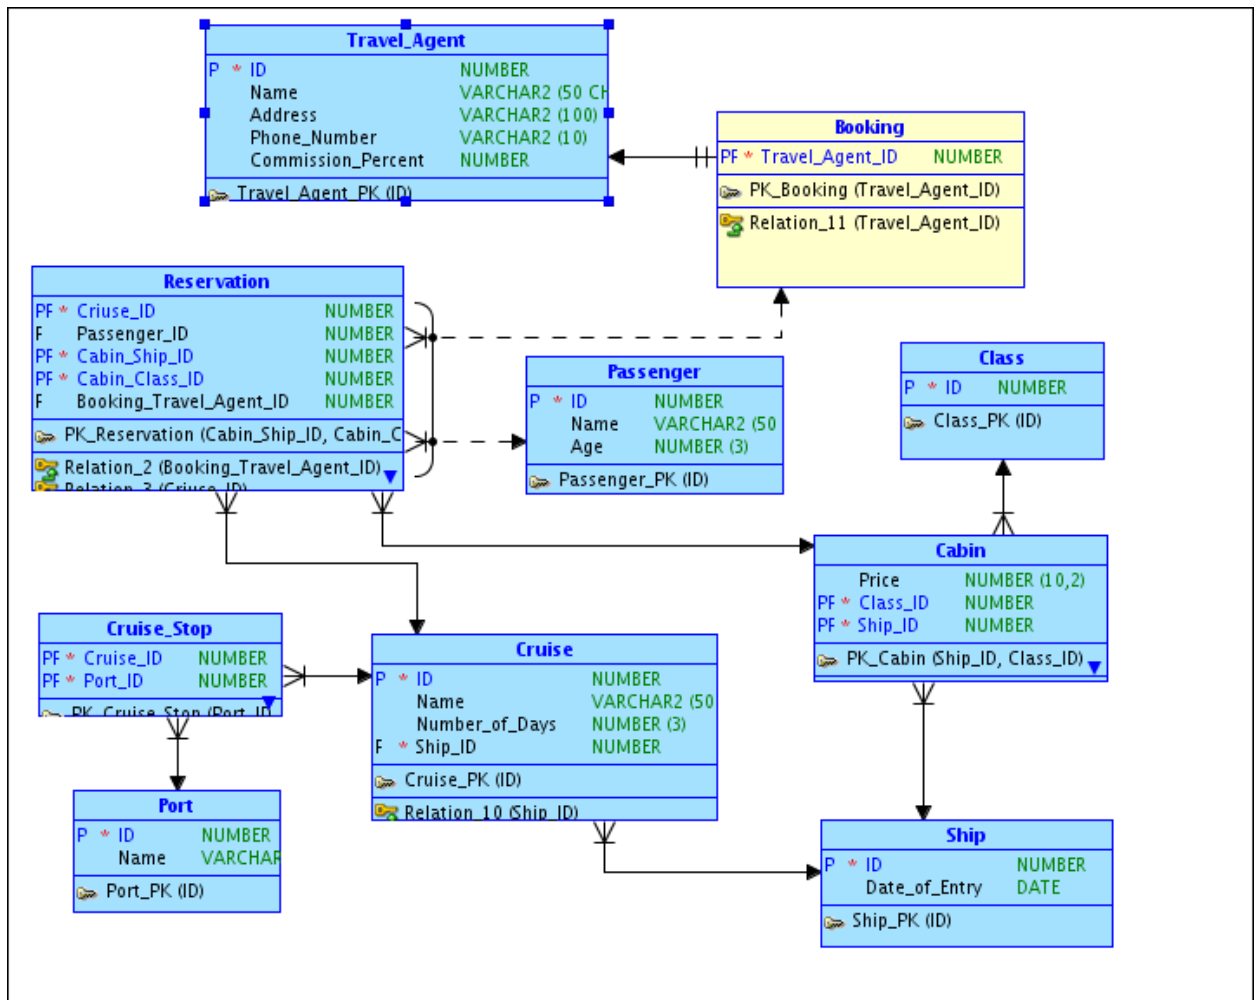 Travel_Agent
P * ID NUMBER
Name VARCHAR2 (50 CH
Address VARCHAR2 (100)
Phone_Number VARCHAR2 (10)
Commission_Percent NUMBER
Travel_Agent_PK (ID)
Booking
PF * Travel_Agent_ID NUMBER
PK_Booking (Travel_Agent_ID)
Relation_11 (Travel_Agent_ID)
Reservation
PF * Criuse_ID NUMBER
F Passenger_ID NUMBER
PF * Cabin_Ship_ID NUMBER
PF * Cabin_Class_ID NUMBER
F Booking_Travel_Agent_ID NUMBER
PK_Reservation (Cabin_Ship_ID, Cabin_C
Relation_2 (Booking_Travel_Agent_ID)
Relation_3 (Criuse_ID)
Passenger
P * ID NUMBER
Name VARCHAR2 (50
Age NUMBER (3)
Passenger_PK (ID)
Class
P * ID NUMBER
Class_PK (ID)
Cabin
Price NUMBER (10,2)
PF * Class_ID NUMBER
PF * Ship_ID NUMBER
PK_Cabin (Ship_ID, Class_ID)
Cruise_Stop
PF * Cruise_ID NUMBER
PF * Port_ID NUMBER
PK_Cruise_Stop (Port_ID
Cruise
P * ID NUMBER
Name VARCHAR2 (50
Number_of_Days NUMBER (3)
F * Ship_ID NUMBER
Cruise_PK (ID)
Relation_10 (Ship_ID)
Port
P * ID NUMBER
Name VARCHAR
Port_PK (ID)
Ship
P * ID NUMBER
Date_of_Entry DATE
Ship_PK (ID)